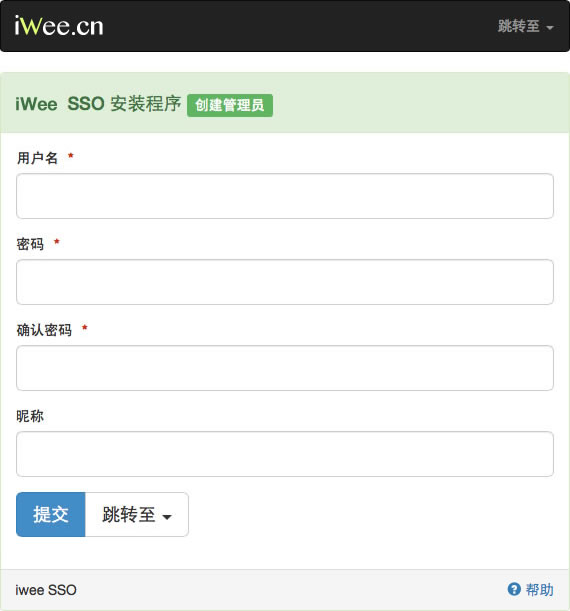 iWee.cn 跳转至
iWee SSO 安装程序 创建管理员
用户名 *
密码 *
确认密码 *
昵称
提交 跳转至
iwee SSO ? 帮助